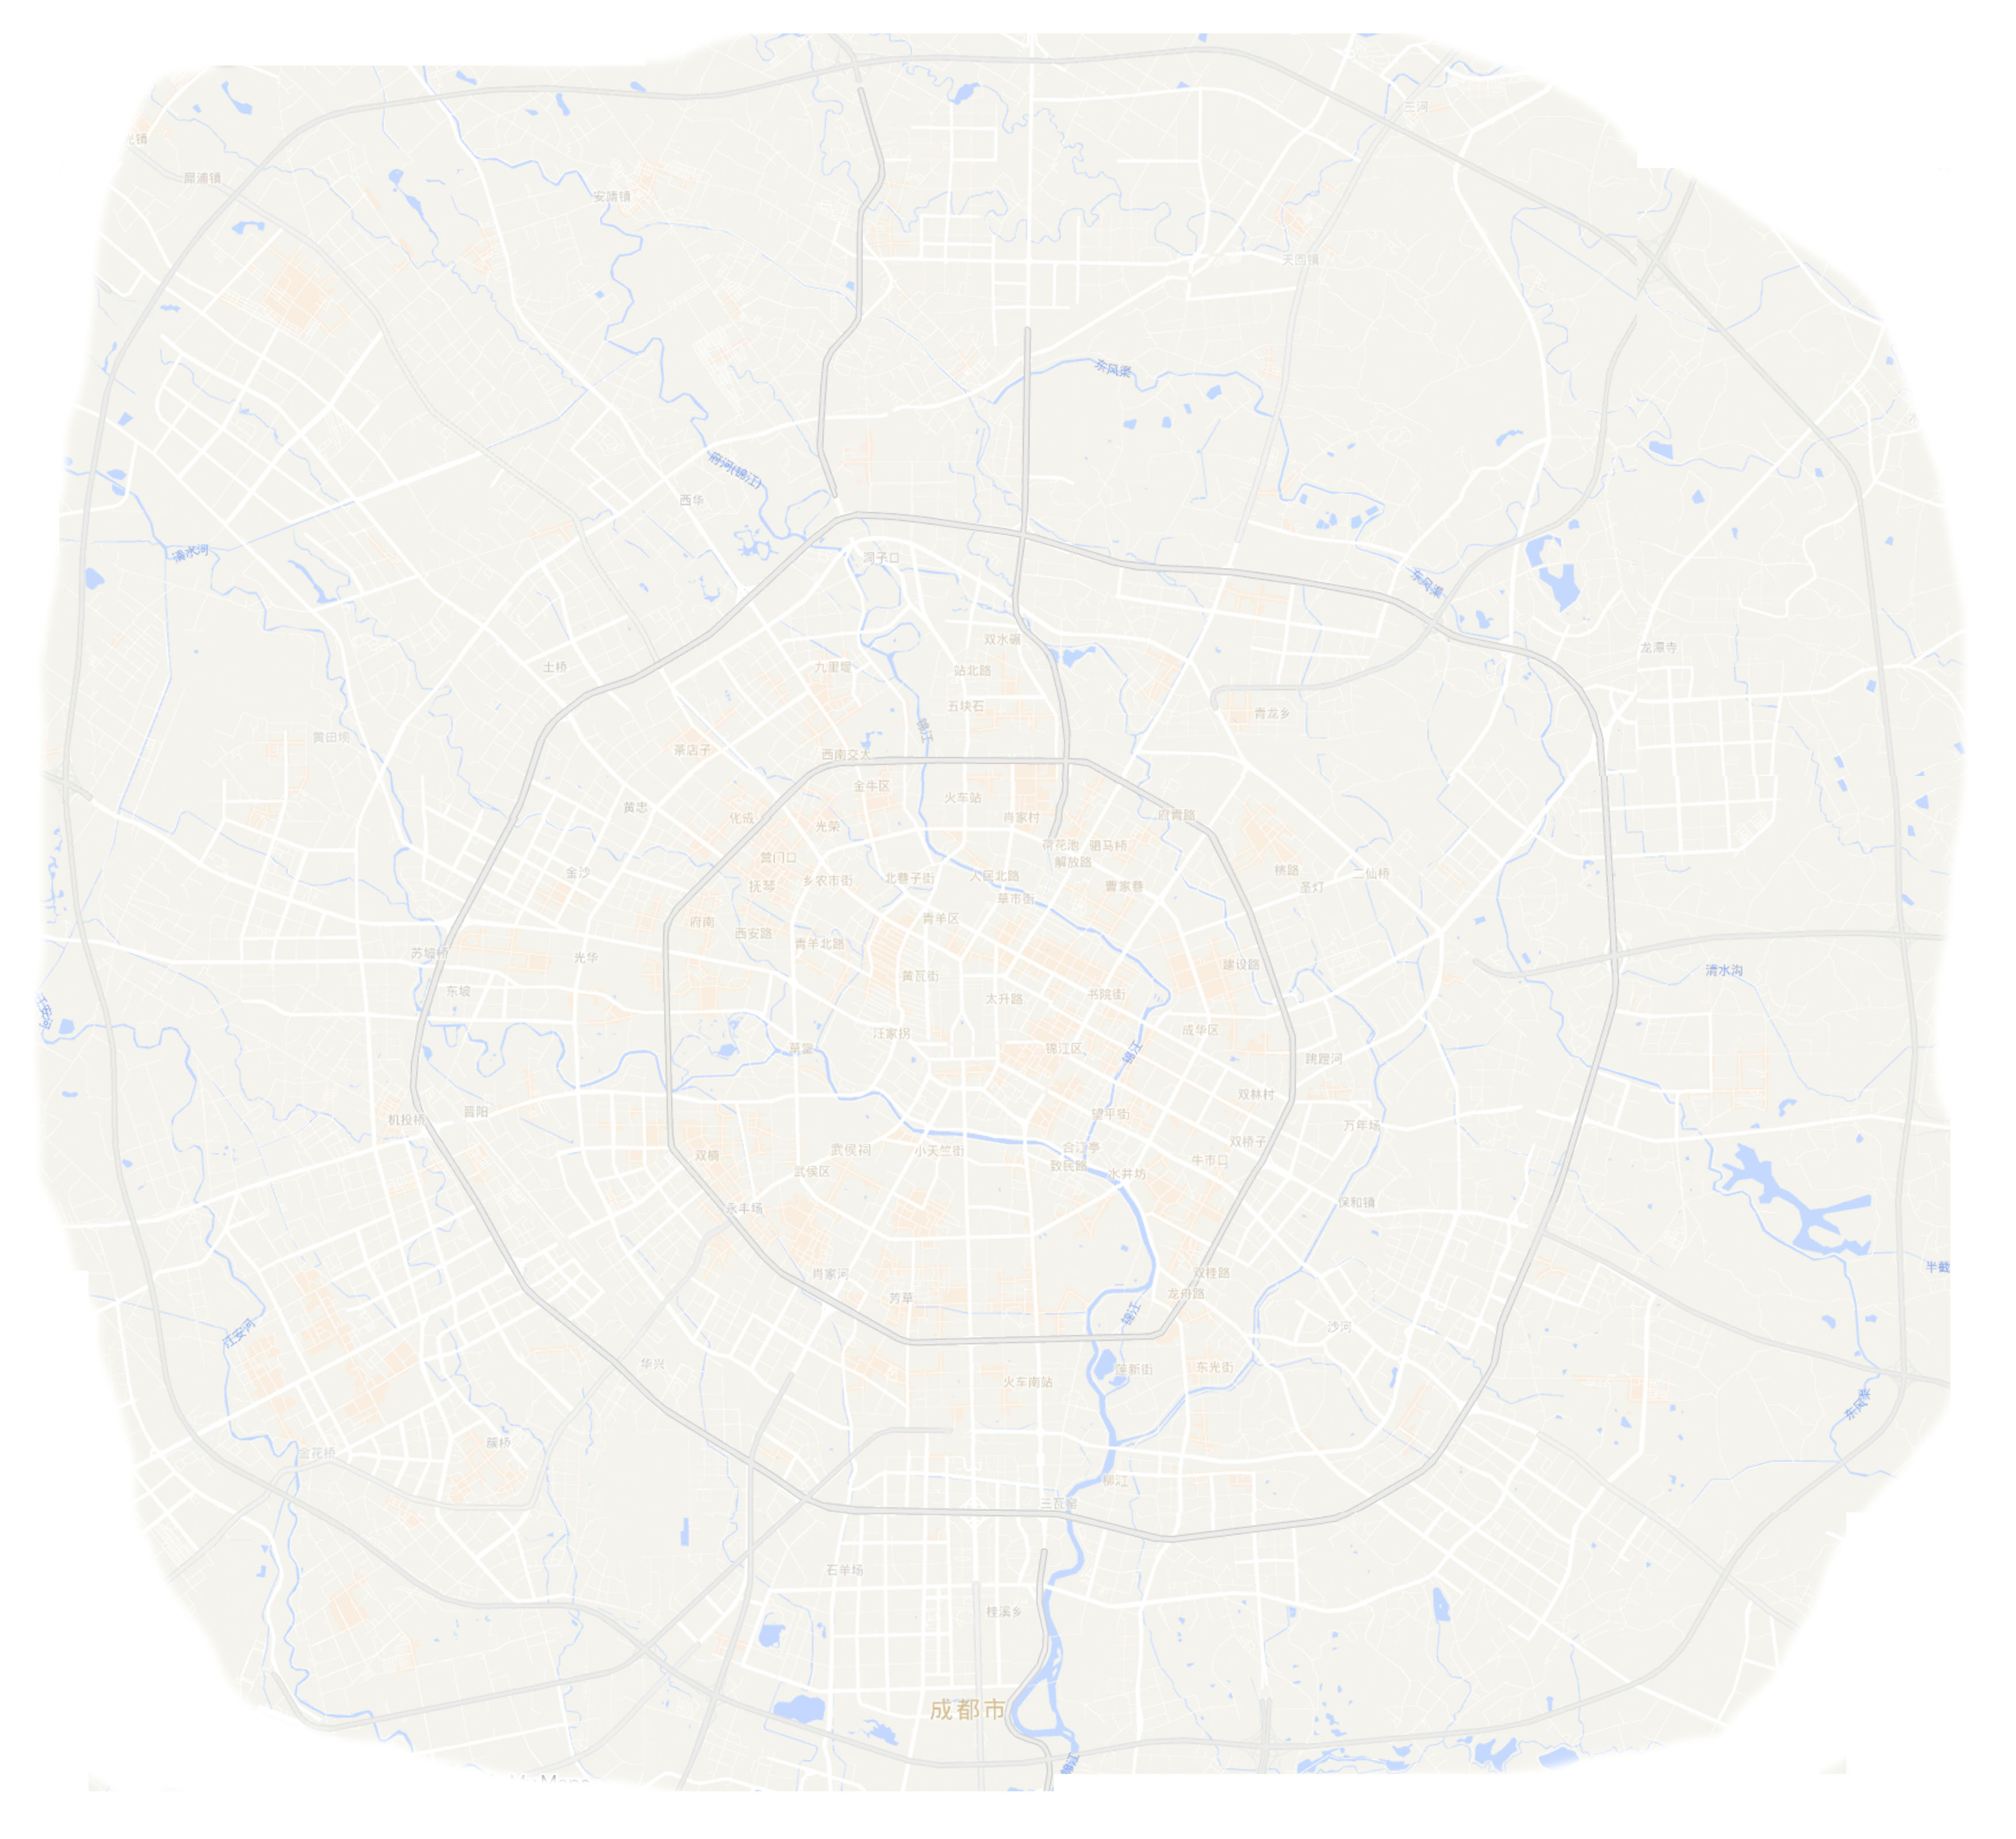 三河
犀浦镇
安靖镇
天回镇
东风渠
府河(锦江)
西华
清水河
洞子口
东风渠
双水碾
龙潭寺
土桥
九里堤
站北路
五块石
青龙乡
锦江
黄田坝
茶店子
西南交大
金牛区
火车站
黄忠
化成
光荣
肖家村
府青路
荷花池
驷马桥
营门口
解放路
金沙
抚琴
乡农市街
北巷子街
人民北路
曹家巷
桃路
圣灯
二仙桥
草市街
府南
青羊区
西安路
青羊北路
苏坡桥
光华
建设路
清水沟
黄瓦街
东坡
太升路
书院街
江安河
汪家拐
成华区
草堂
锦江区
锦江
跳蹬河
双林村
机投桥
晋阳
望平街
万年场
双楠
武侯祠
小天竺街
合江亭
双桥子
武侯区
致民路
水井坊
牛市口
永丰场
保和镇
肖家河
双桂路
半截
芳草
龙舟路
锦江
江安河
沙河
华兴
莲新街
东光街
火车南站
东风渠
金花桥
簇桥
柳江
三瓦窑
石羊场
桂溪乡
成都市
锦江